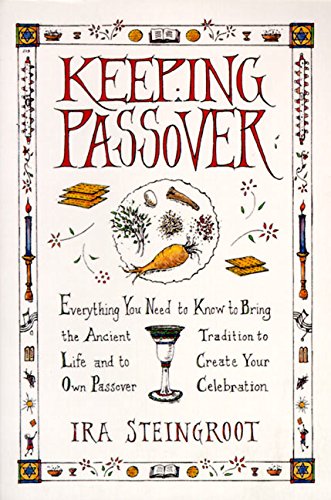 KEEPING
PASSOVER
Everything You Need to Know to Bring
the Ancient Tradition to
Life and to Create Your
Own Passover Celebration
IRA STEINGROOT